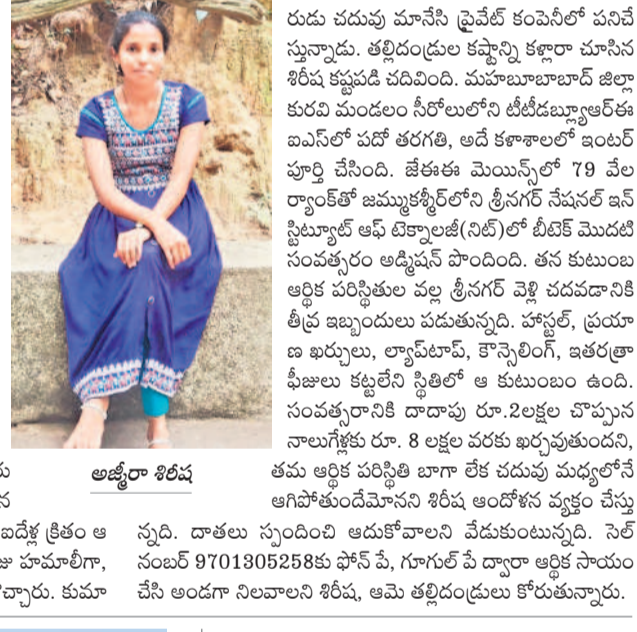 రుడు చదువు మానేసి ప్రైవేట్ కంపెనీలో పనిచే
స్తున్నాడు. తల్లిదండ్రుల కష్టాన్ని కళ్లారా చూసిన
శిరీష కష్టపడి చదివింది. మహబూబాబాద్ జిల్లా
కురవి మండలం సీరోలులోని టీటీడబ్ల్యూఆర్ఈ
ఐఎస్‌లో పదో తరగతి, అదే కళాశాలలో ఇంటర్
పూర్తి చేసింది. జేఈఈ మెయిన్స్‌లో 79 వేల
ర్యాంక్‌తో జమ్ముకశ్మీర్‌లోని శ్రీనగర్ నేషనల్ ఇన్
స్టిట్యూట్ ఆఫ్ టెక్నాలజీ(నిట్)లో బీటెక్ మొదటి
సంవత్సరం అడ్మిషన్ పొందింది. తన కుటుంబ
ఆర్థిక పరిస్థితుల వల్ల శ్రీనగర్ వెళ్లి చదవడానికి
తీవ్ర ఇబ్బందులు పడుతున్నది. హాస్టల్, ప్రయా
ణ ఖర్చులు, ల్యాప్‌టాప్, కౌన్సెలింగ్, ఇతరత్రా
ఫీజులు కట్టలేని స్థితిలో ఆ కుటుంబం ఉంది.
సంవత్సరానికి దాదాపు రూ.2లక్షల చొప్పున
నాలుగేళ్లకు రూ. 8 లక్షల వరకు ఖర్చవుతుందని,
అజ్మీరా శిరీష
తమ ఆర్థిక పరిస్థితి బాగా లేక చదువు మధ్యలోనే
ఆగిపోతుందేమోనని శిరీష ఆందోళన వ్యక్తం చేస్తు
న్నది. దాతలు స్పందించి ఆదుకోవాలని వేడుకుంటున్నది. సెల్
నంబర్ 9701305258కు ఫోన్ పే, గూగుల్ పే ద్వారా ఆర్థిక సాయం
చేసి అండగా నిలవాలని శిరీష, ఆమె తల్లిదండ్రులు కోరుతున్నారు.
ఐదేళ్ల క్రితం ఆ
హమాలీగా,
చ్చారు. కుమా